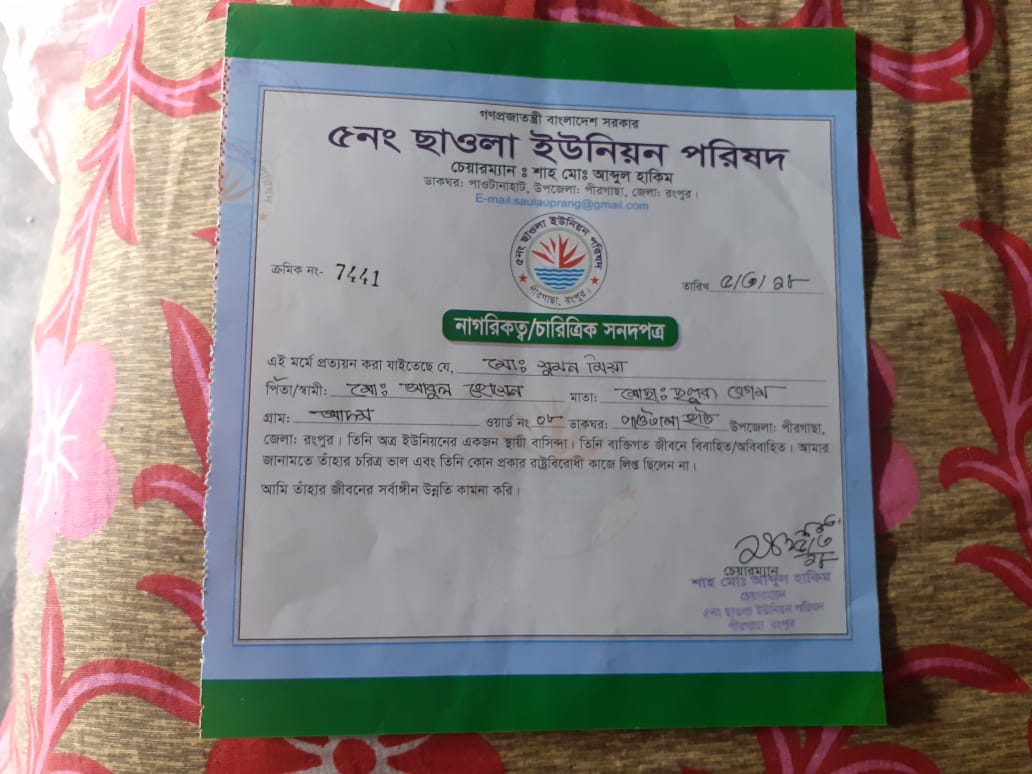 গণপ্রজাতন্ত্রী বাংলাদেশ সরকার
৫নং ছাওলা ইউনিয়ন পরিষদ
চেয়ারম্যান : শাহ মোঃ আব্দুল হাকিম
ডাকঘর: পাওটানাহাট, উপজেলা: পীরগাছা, জেলা: রংপুর।
E-mail:saulauprang@gmail.com
৫নং ছাওলা ইউনিয়ন পরিষদ
পীরগাছা, রংপুর।
ক্রমিক নং- 7441
তারিখ ৫/৩/১৮
নাগরিকত্ব/চারিত্রিক সনদপত্র
এই মর্মে প্রত্যয়ন করা যাইতেছে যে, মোঃ সুমন মিয়া
পিতা/স্বামী: মোঃ আবুল হোসেন মাতা: মোছাঃ বেগম
গ্রাম: আদম ওয়ার্ড নং ০৮ ডাকঘর: পাওটানা হাট উপজেলা: পীরগাছা,
জেলা: রংপুর। তিনি অত্র ইউনিয়নের একজন স্থায়ী বাসিন্দা। তিনি ব্যক্তিগত জীবনে বিবাহিত/অবিবাহিত। আমার
জানামতে তাঁহার চরিত্র ভাল এবং তিনি কোন প্রকার রাষ্ট্রবিরোধী কাজে লিপ্ত ছিলেন না।
আমি তাঁহার জীবনের সর্বাঙ্গীন উন্নতি কামনা করি।
চেয়ারম্যান
শাহ মোঃ আব্দুল হাকিম
চেয়ারম্যান
৫নং ছাওলা ইউনিয়ন পরিষদ
পীরগাছা রংপুর